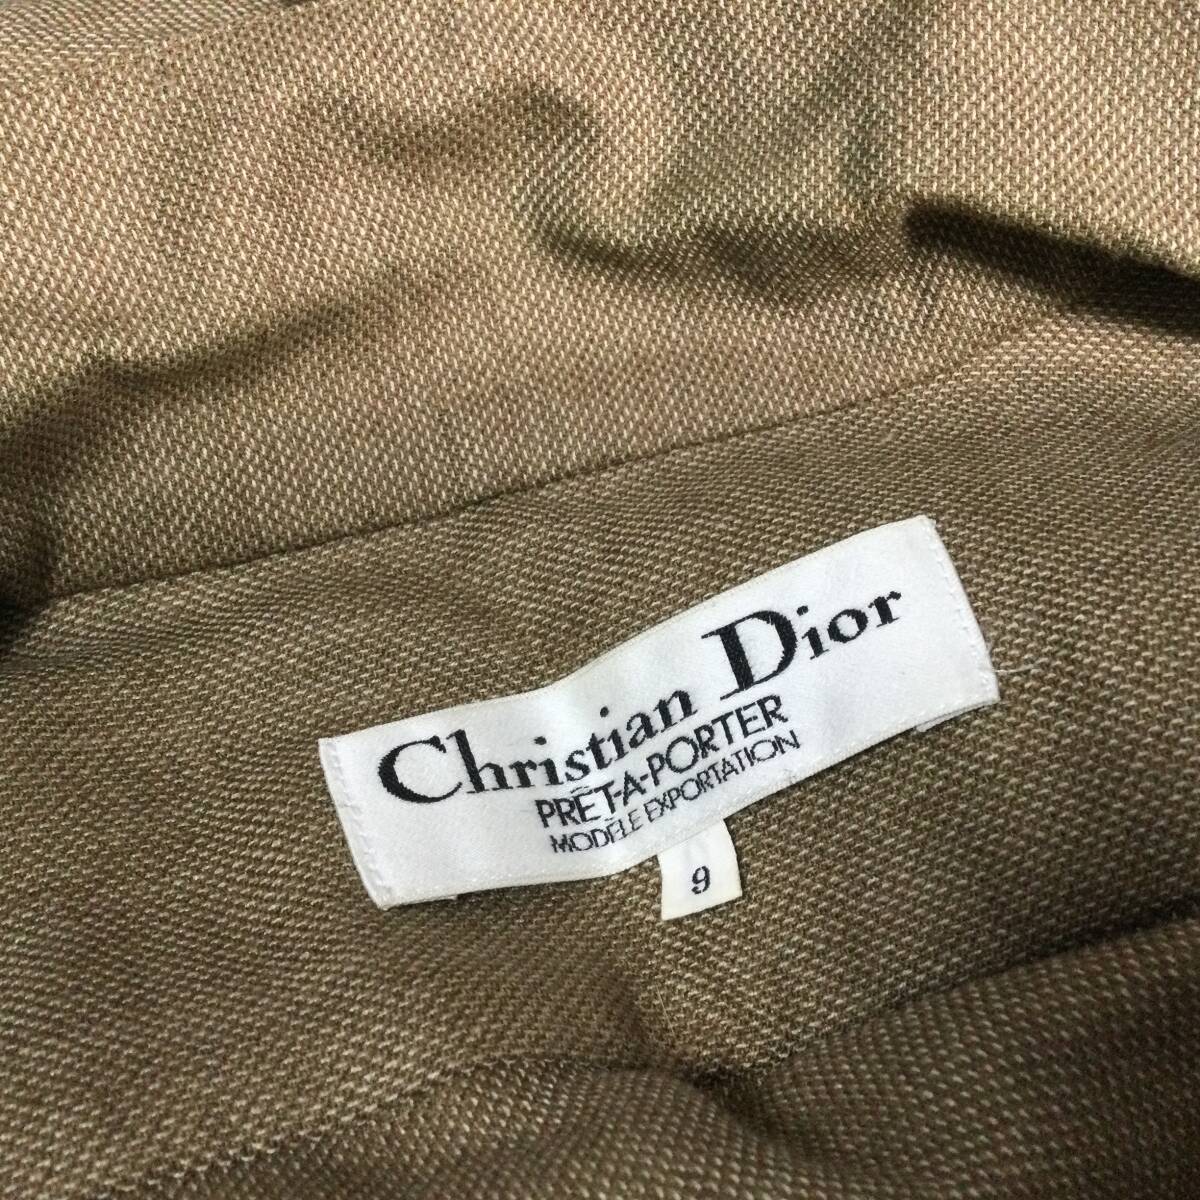 Christian Dior
PRÊT-A-PORTER
MODÈLE EXPORTATION
9